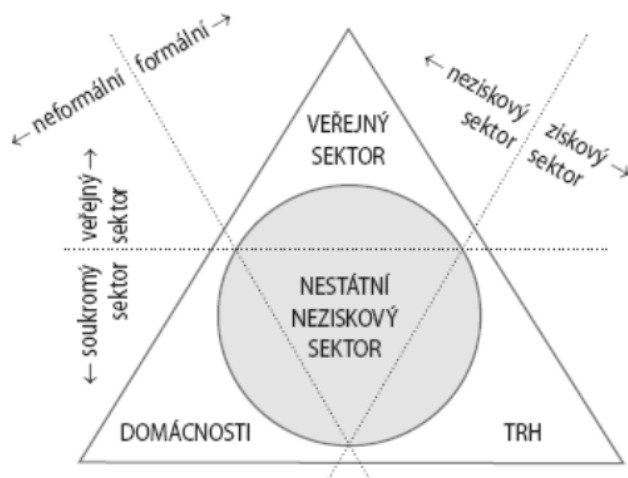 ← neformální formální →
← neziskový ziskový →
sektor sektor
VEŘEJNÝ
SEKTOR
← soukromý veřejný →
sektor sektor
NESTÁTNÍ
NEZISKOVÝ
SEKTOR
DOMÁCNOSTI
TRH